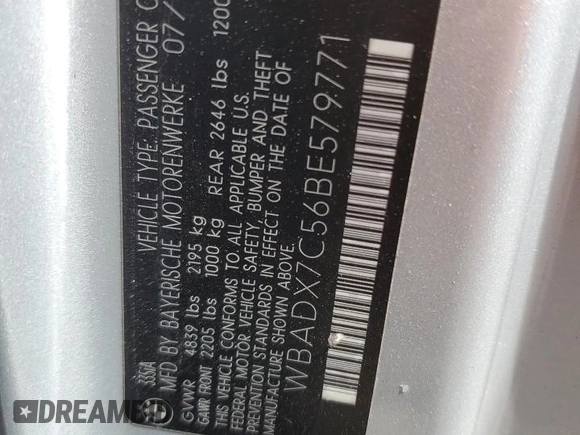 VEHICLE TYPE: PASSENGER C
MFD BY BAYERISCHE MOTORENWERKE 07/
GVWR 4839 lbs 2195 kg
GAWR FRONT 2205 lbs 1000 kg REAR 2646 lbs 1200
THIS VEHICLE CONFORMS TO ALL APPLICABLE U.S.
FEDERAL MOTOR VEHICLE SAFETY, BUMPER AND THEFT
PREVENTION STANDARDS IN EFFECT ON THE DATE OF
MANUFACTURE SHOWN ABOVE.
WBADX7C56BE579771
DREAM